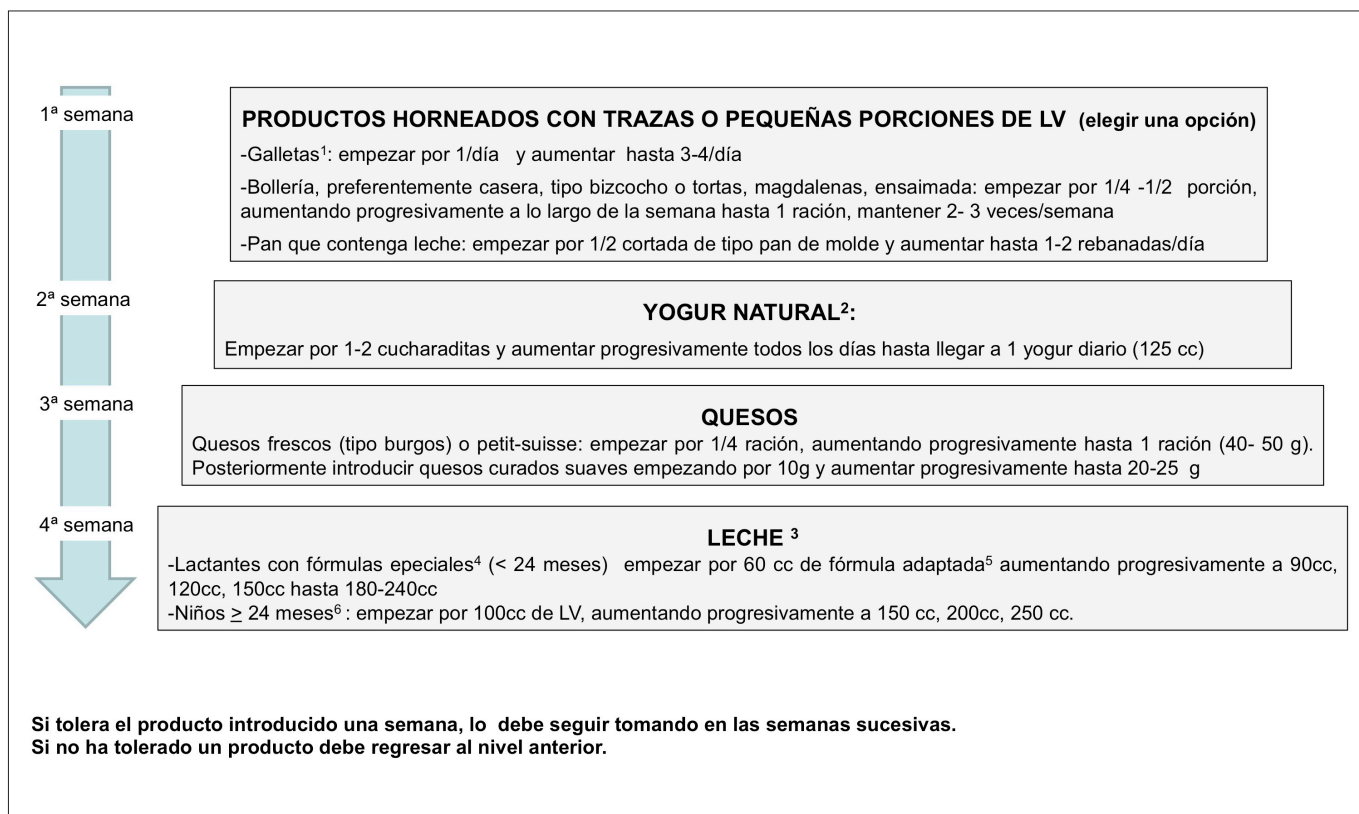 1ª semana
PRODUCTOS HORNEADOS CON TRAZAS O PEQUEÑAS PORCIONES DE LV (elegir una opción)
-Galletas¹: empezar por 1/día y aumentar hasta 3-4/día
-Bollería, preferentemente casera, tipo bizcocho o tortas, magdalenas, ensaimada: empezar por 1/4 -1/2 porción,
aumentando progresivamente a lo largo de la semana hasta 1 ración, mantener 2- 3 veces/semana
-Pan que contenga leche: empezar por 1/2 cortada de tipo pan de molde y aumentar hasta 1-2 rebanadas/día
2ª semana
YOGUR NATURAL²:
Empezar por 1-2 cucharaditas y aumentar progresivamente todos los días hasta llegar a 1 yogur diario (125 cc)
3ª semana
QUESOS
Quesos frescos (tipo burgos) o petit-suisse: empezar por 1/4 ración, aumentando progresivamente hasta 1 ración (40- 50 g).
Posteriormente introducir quesos curados suaves empezando por 10g y aumentar progresivamente hasta 20-25 g
4ª semana
LECHE ³
-Lactantes con fórmulas epeciales⁴ (< 24 meses) empezar por 60 cc de fórmula adaptada⁵ aumentando progresivamente a 90cc,
120cc, 150cc hasta 180-240cc
-Niños ≥ 24 meses⁶ : empezar por 100cc de LV, aumentando progresivamente a 150 cc, 200cc, 250 cc.
Si tolera el producto introducido una semana, lo debe seguir tomando en las semanas sucesivas.
Si no ha tolerado un producto debe regresar al nivel anterior.